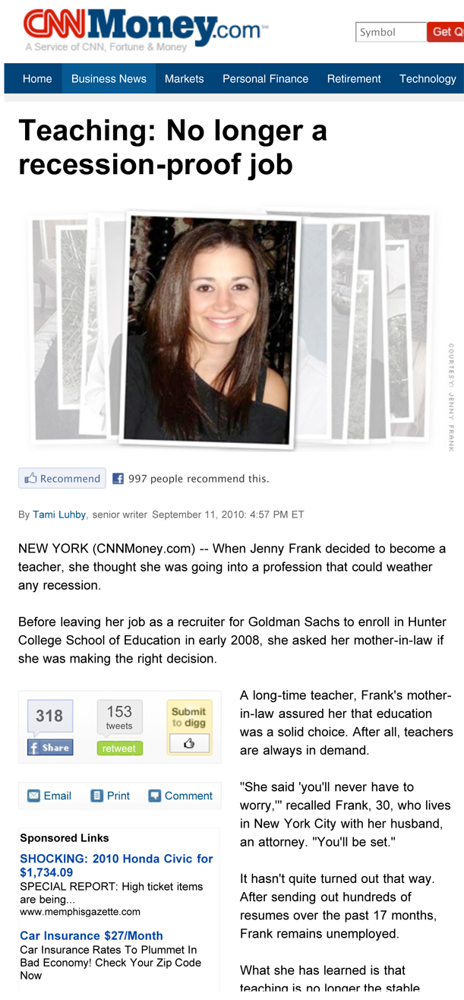 CNNMoney.com
A Service of CNN, Fortune & Money
Symbol
Get Q
Home Business News Markets Personal Finance Retirement Technology
Teaching: No longer a
recession-proof job
COURTESY: JENNY FRANK
Recommend 997 people recommend this.
By Tami Luhby, senior writer September 11, 2010: 4:57 PM ET
NEW YORK (CNNMoney.com) -- When Jenny Frank decided to become a
teacher, she thought she was going into a profession that could weather
any recession.
Before leaving her job as a recruiter for Goldman Sachs to enroll in Hunter
College School of Education in early 2008, she asked her mother-in-law if
she was making the right decision.
318
Share
153
tweets
retweet
Submit
to digg
Email Print Comment
Sponsored Links
SHOCKING: 2010 Honda Civic for
$1,734.09
SPECIAL REPORT: High ticket items
are being...
www.memphisgazette.com
Car Insurance $27/Month
Car Insurance Rates To Plummet In
Bad Economy! Check Your Zip Code
Now
A long-time teacher, Frank's mother-
in-law assured her that education
was a solid choice. After all, teachers
are always in demand.
"She said 'you'll never have to
worry,'" recalled Frank, 30, who lives
in New York City with her husband,
an attorney. "You'll be set."
It hasn't quite turned out that way.
After sending out hundreds of
resumes over the past 17 months,
Frank remains unemployed.
What she has learned is that
teaching is no longer the stable